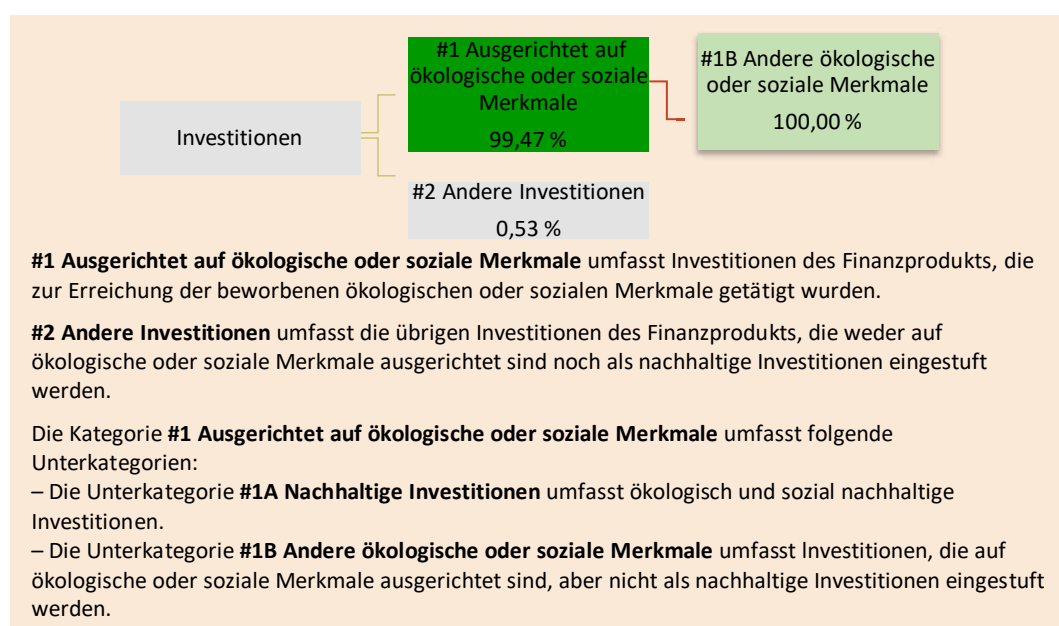 #1 Ausgerichtet auf
ökologische oder soziale
Merkmale
99,47 %
#1B Andere ökologische
oder soziale Merkmale
100,00 %
Investitionen
#2 Andere Investitionen
0,53 %
#1 Ausgerichtet auf ökologische oder soziale Merkmale umfasst Investitionen des Finanzprodukts, die
zur Erreichung der beworbenen ökologischen oder sozialen Merkmale getätigt wurden.
#2 Andere Investitionen umfasst die übrigen Investitionen des Finanzprodukts, die weder auf
ökologische oder soziale Merkmale ausgerichtet sind noch als nachhaltige Investitionen eingestuft
werden.
Die Kategorie #1 Ausgerichtet auf ökologische oder soziale Merkmale umfasst folgende
Unterkategorien:
– Die Unterkategorie #1A Nachhaltige Investitionen umfasst ökologisch und sozial nachhaltige
Investitionen.
– Die Unterkategorie #1B Andere ökologische oder soziale Merkmale umfasst Investitionen, die auf
ökologische oder soziale Merkmale ausgerichtet sind, aber nicht als nachhaltige Investitionen eingestuft
werden.